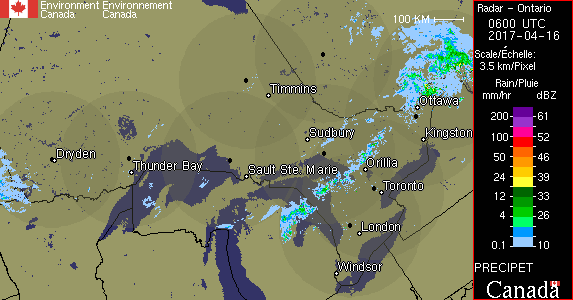 Environment Environnement
Canada Canada
100 KM
Timmins
Ottawa
Sudbury
Kingston
Dryden
Thunder Bay
Sault Ste. Marie
Orillia
Toronto
London
Windsor
Radar - Ontario
0600 UTC
2017-04-16
Scale/Échelle:
3.5 km/Pixel
Rain/Pluie
mm/hr dBZ
200 61
100 52
50 46
24 39
12 33
4 26
0.1 10
PRECIPET
Canada